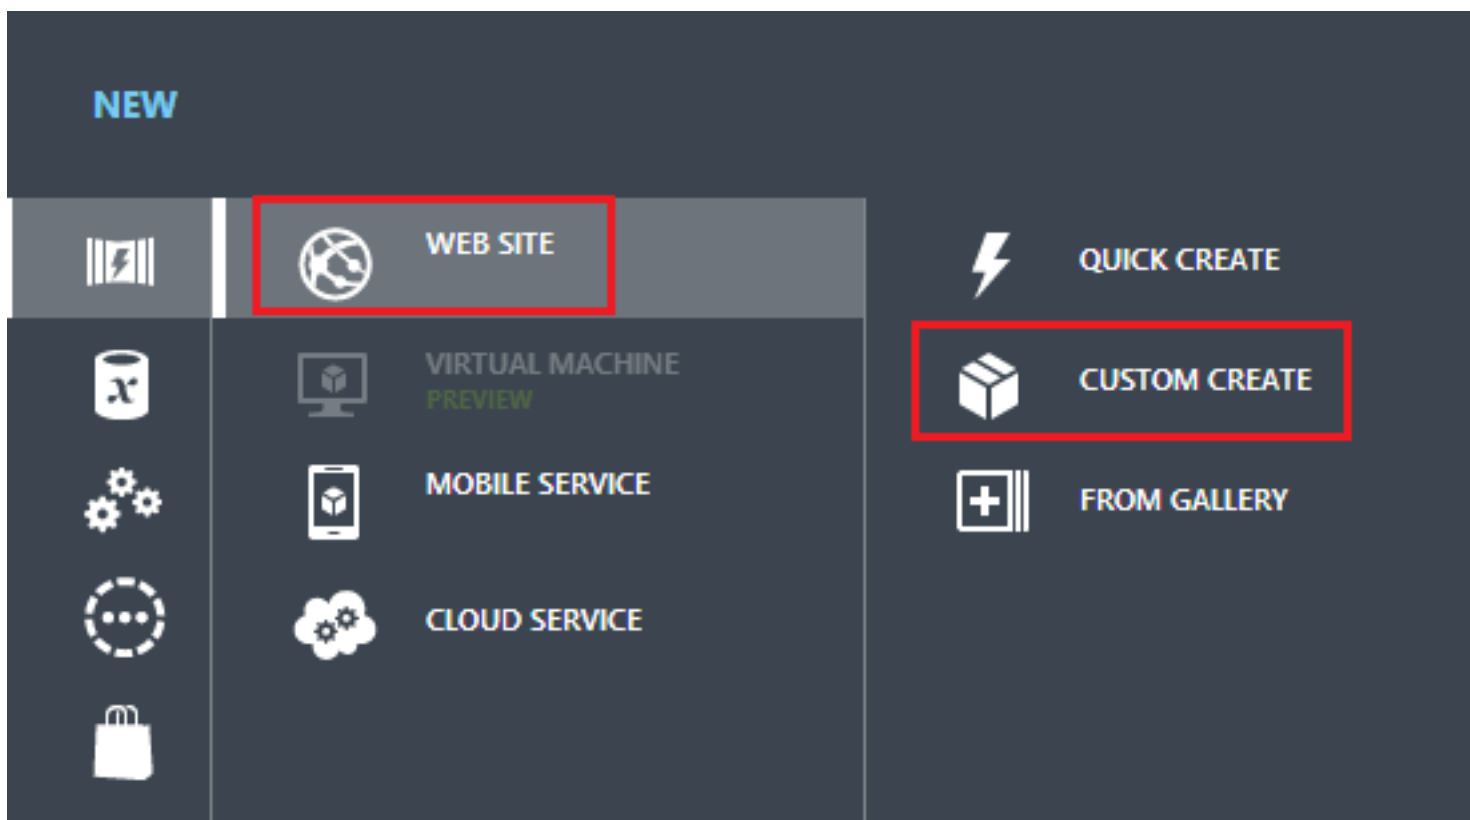 NEW
WEB SITE
VIRTUAL MACHINE
PREVIEW
MOBILE SERVICE
CLOUD SERVICE
QUICK CREATE
CUSTOM CREATE
FROM GALLERY